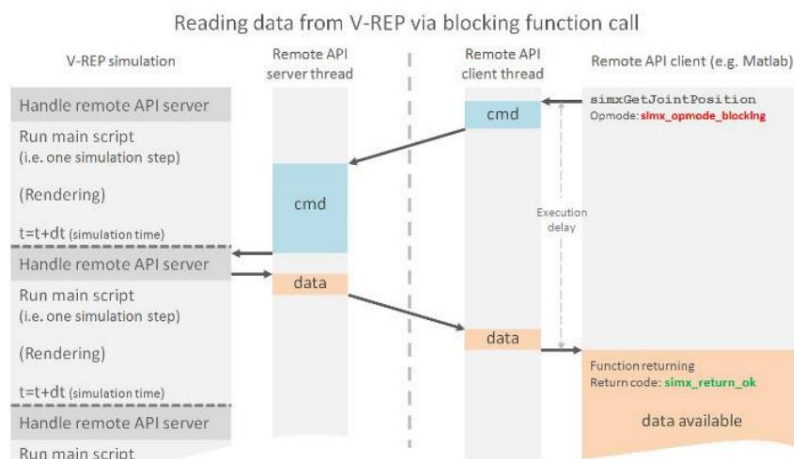 Reading data from V-REP via blocking function call
V-REP simulation
Remote API
server thread
Remote API
client thread
Remote API client (e.g. Matlab)
Handle remote API server
Run main script
(i.e. one simulation step)
(Rendering)
t=t+dt (simulation time)
Handle remote API server
Run main script
(i.e. one simulation step)
(Rendering)
t=t+dt (simulation time)
Handle remote API server
Run main script
cmd
data
cmd
data
simxGetJointPosition
Opmode: simx_opmode_blocking
Execution
delay
Function returning
Return code: simx_return_ok
data available